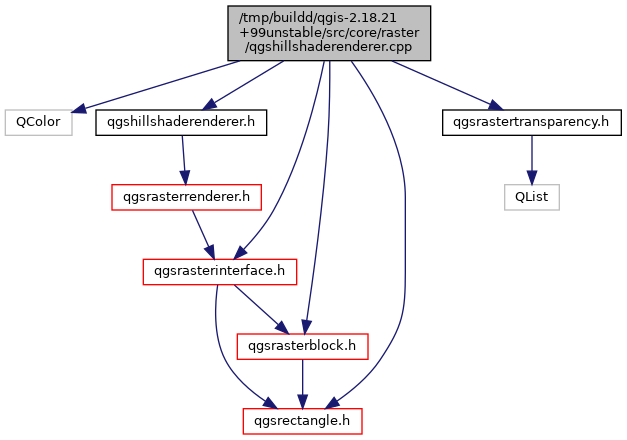 /tmp/buildd/qgis-2.18.21
+99unstable/src/core/raster
/qgshillshaderenderer.cpp
QColor
qgshillshaderenderer.h
qgsrastertransparency.h
qgsrasterrenderer.h
QList
qgsrasterinterface.h
qgsrasterblock.h
qgsrectangle.h